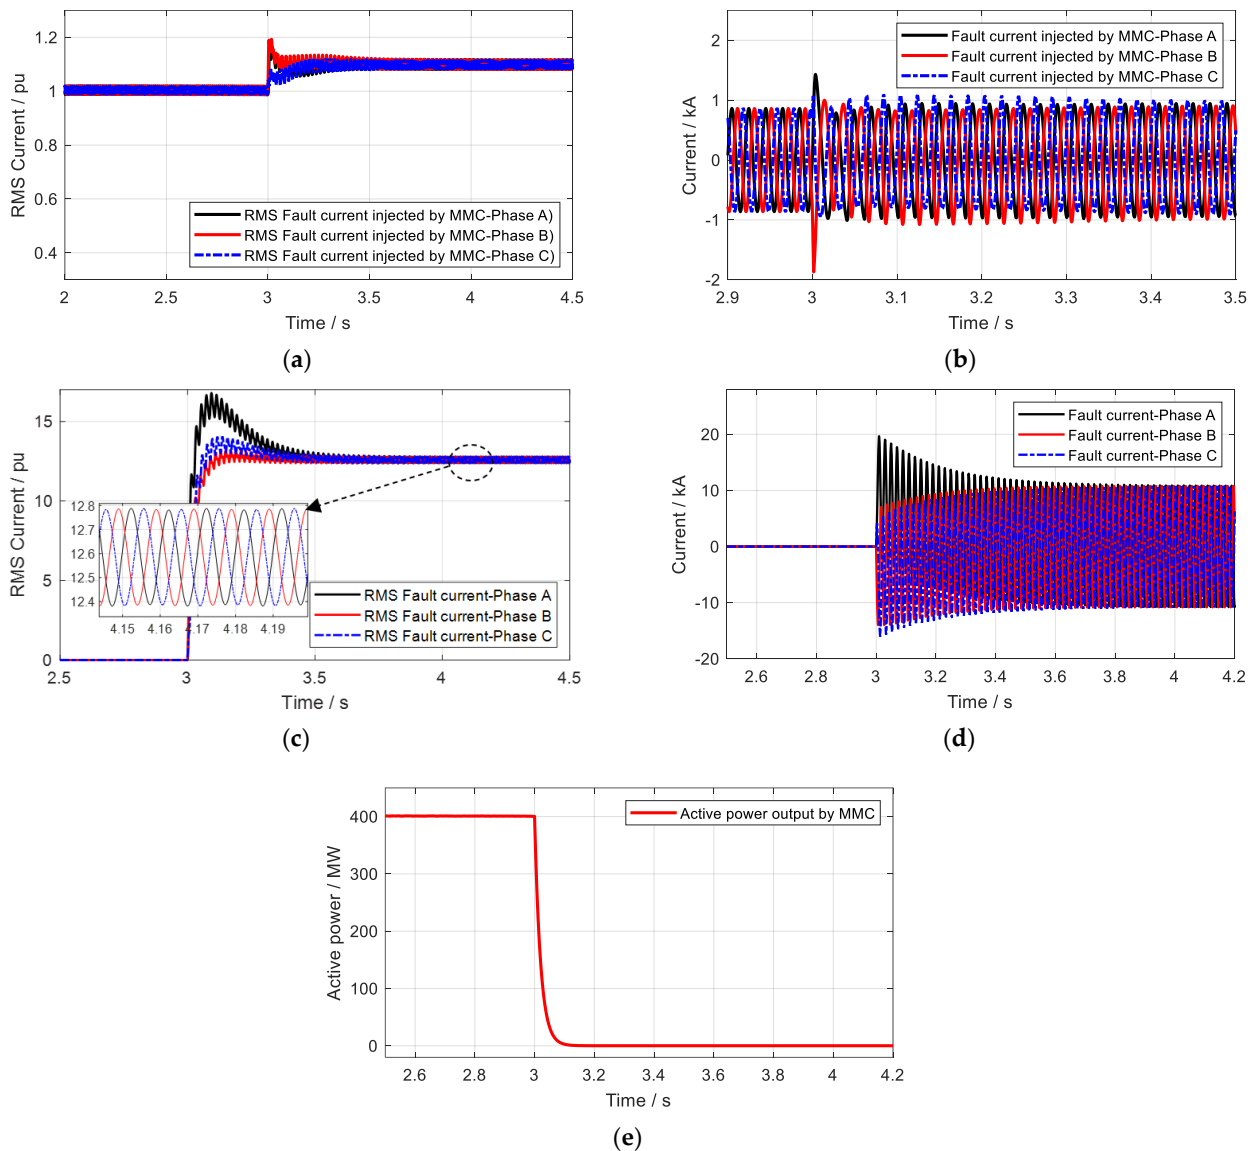 1.2
1
0.8
0.6
0.4
RMS Current / pu
RMS Fault current injected by MMC-Phase A)
RMS Fault current injected by MMC-Phase B)
RMS Fault current injected by MMC-Phase C)
2
2.5
3
3.5
4
4.5
Time / s
(a)
2
1
0
-1
-2
Current / kA
Fault current injected by MMC-Phase A
Fault current injected by MMC-Phase B
Fault current injected by MMC-Phase C
2.9
3
3.1
3.2
3.3
3.4
3.5
Time / s
(b)
15
10
5
0
RMS Current / pu
12.8
12.7
12.6
12.5
12.4
4.15
4.16
4.17
4.18
4.19
RMS Fault current-Phase A
RMS Fault current-Phase B
RMS Fault current-Phase C
2.5
3
3.5
4
4.5
Time / s
(c)
20
10
0
-10
-20
Current / kA
Fault current-Phase A
Fault current-Phase B
Fault current-Phase C
2.6
2.8
3
3.2
3.4
3.6
3.8
4
4.2
Time / s
(d)
400
300
200
100
0
Active power / MW
Active power output by MMC
2.6
2.8
3
3.2
3.4
3.6
3.8
4
4.2
Time / s
(e)